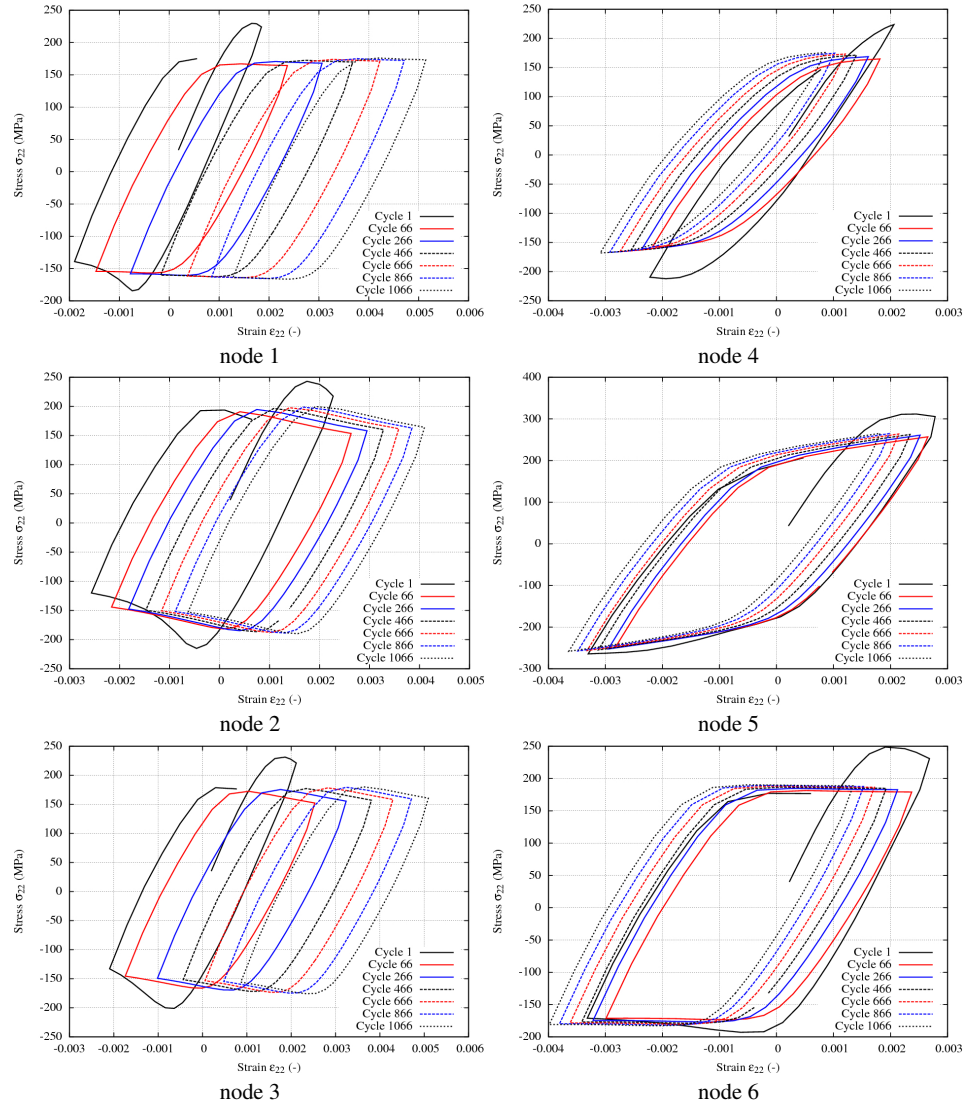 250
200
150
100
50
0
-50
-100
-150
-200
-0.002 -0.001 0 0.001 0.002 0.003 0.004 0.005 0.006
Stress σ22 (MPa)
Strain ε22 (-)
Cycle 1
Cycle 66
Cycle 266
Cycle 466
Cycle 666
Cycle 866
Cycle 1066
node 1
250
200
150
100
50
0
-50
-100
-150
-200
-250
-0.004 -0.003 -0.002 -0.001 0 0.001 0.002 0.003
Stress σ22 (MPa)
Strain ε22 (-)
Cycle 1
Cycle 66
Cycle 266
Cycle 466
Cycle 666
Cycle 866
Cycle 1066
node 4
250
200
150
100
50
0
-50
-100
-150
-200
-250
-0.003 -0.002 -0.001 0 0.001 0.002 0.003 0.004 0.005
Stress σ22 (MPa)
Strain ε22 (-)
Cycle 1
Cycle 66
Cycle 266
Cycle 466
Cycle 666
Cycle 866
Cycle 1066
node 2
400
300
200
100
0
-100
-200
-300
-0.004 -0.003 -0.002 -0.001 0 0.001 0.002 0.003
Stress σ22 (MPa)
Strain ε22 (-)
Cycle 1
Cycle 66
Cycle 266
Cycle 466
Cycle 666
Cycle 866
Cycle 1066
node 5
250
200
150
100
50
0
-50
-100
-150
-200
-250
-0.003 -0.002 -0.001 0 0.001 0.002 0.003 0.004 0.005 0.006
Stress σ22 (MPa)
Strain ε22 (-)
Cycle 1
Cycle 66
Cycle 266
Cycle 466
Cycle 666
Cycle 866
Cycle 1066
node 3
250
200
150
100
50
0
-50
-100
-150
-200
-0.004 -0.003 -0.002 -0.001 0 0.001 0.002 0.003
Stress σ22 (MPa)
Strain ε22 (-)
Cycle 1
Cycle 66
Cycle 266
Cycle 466
Cycle 666
Cycle 866
Cycle 1066
node 6